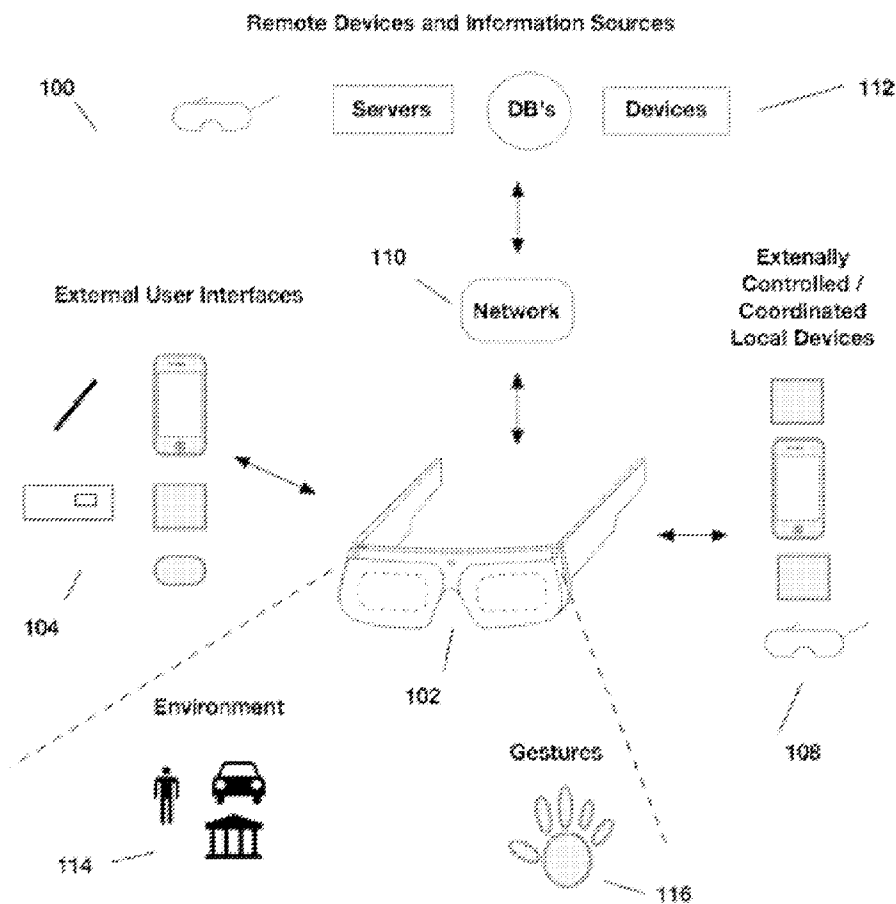 Remote Devices and Information Sources
100
Servers
DB's
Devices
112
110
Network
External User Interfaces
Extenally
Controlled /
Coordinated
Local Devices
104
102
108
Environment
Gestures
114
116